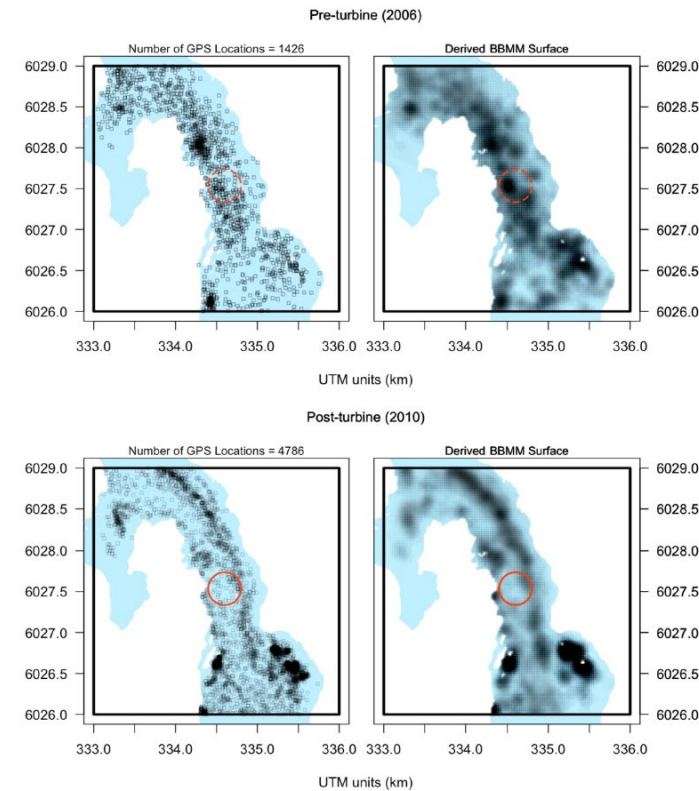 Pre-turbine (2006)
Number of GPS Locations = 1426
Derived BBMM Surface
6029.0
6028.5
6028.0
6027.5
6027.0
6026.5
6026.0
6029.0
6028.5
6028.0
6027.5
6027.0
6026.5
6026.0
333.0 334.0 335.0 336.0 333.0 334.0 335.0 336.0
UTM units (km)
Post-turbine (2010)
Number of GPS Locations = 4786
Derived BBMM Surface
6029.0
6028.5
6028.0
6027.5
6027.0
6026.5
6026.0
6029.0
6028.5
6028.0
6027.5
6027.0
6026.5
6026.0
333.0 334.0 335.0 336.0 333.0 334.0 335.0 336.0
UTM units (km)